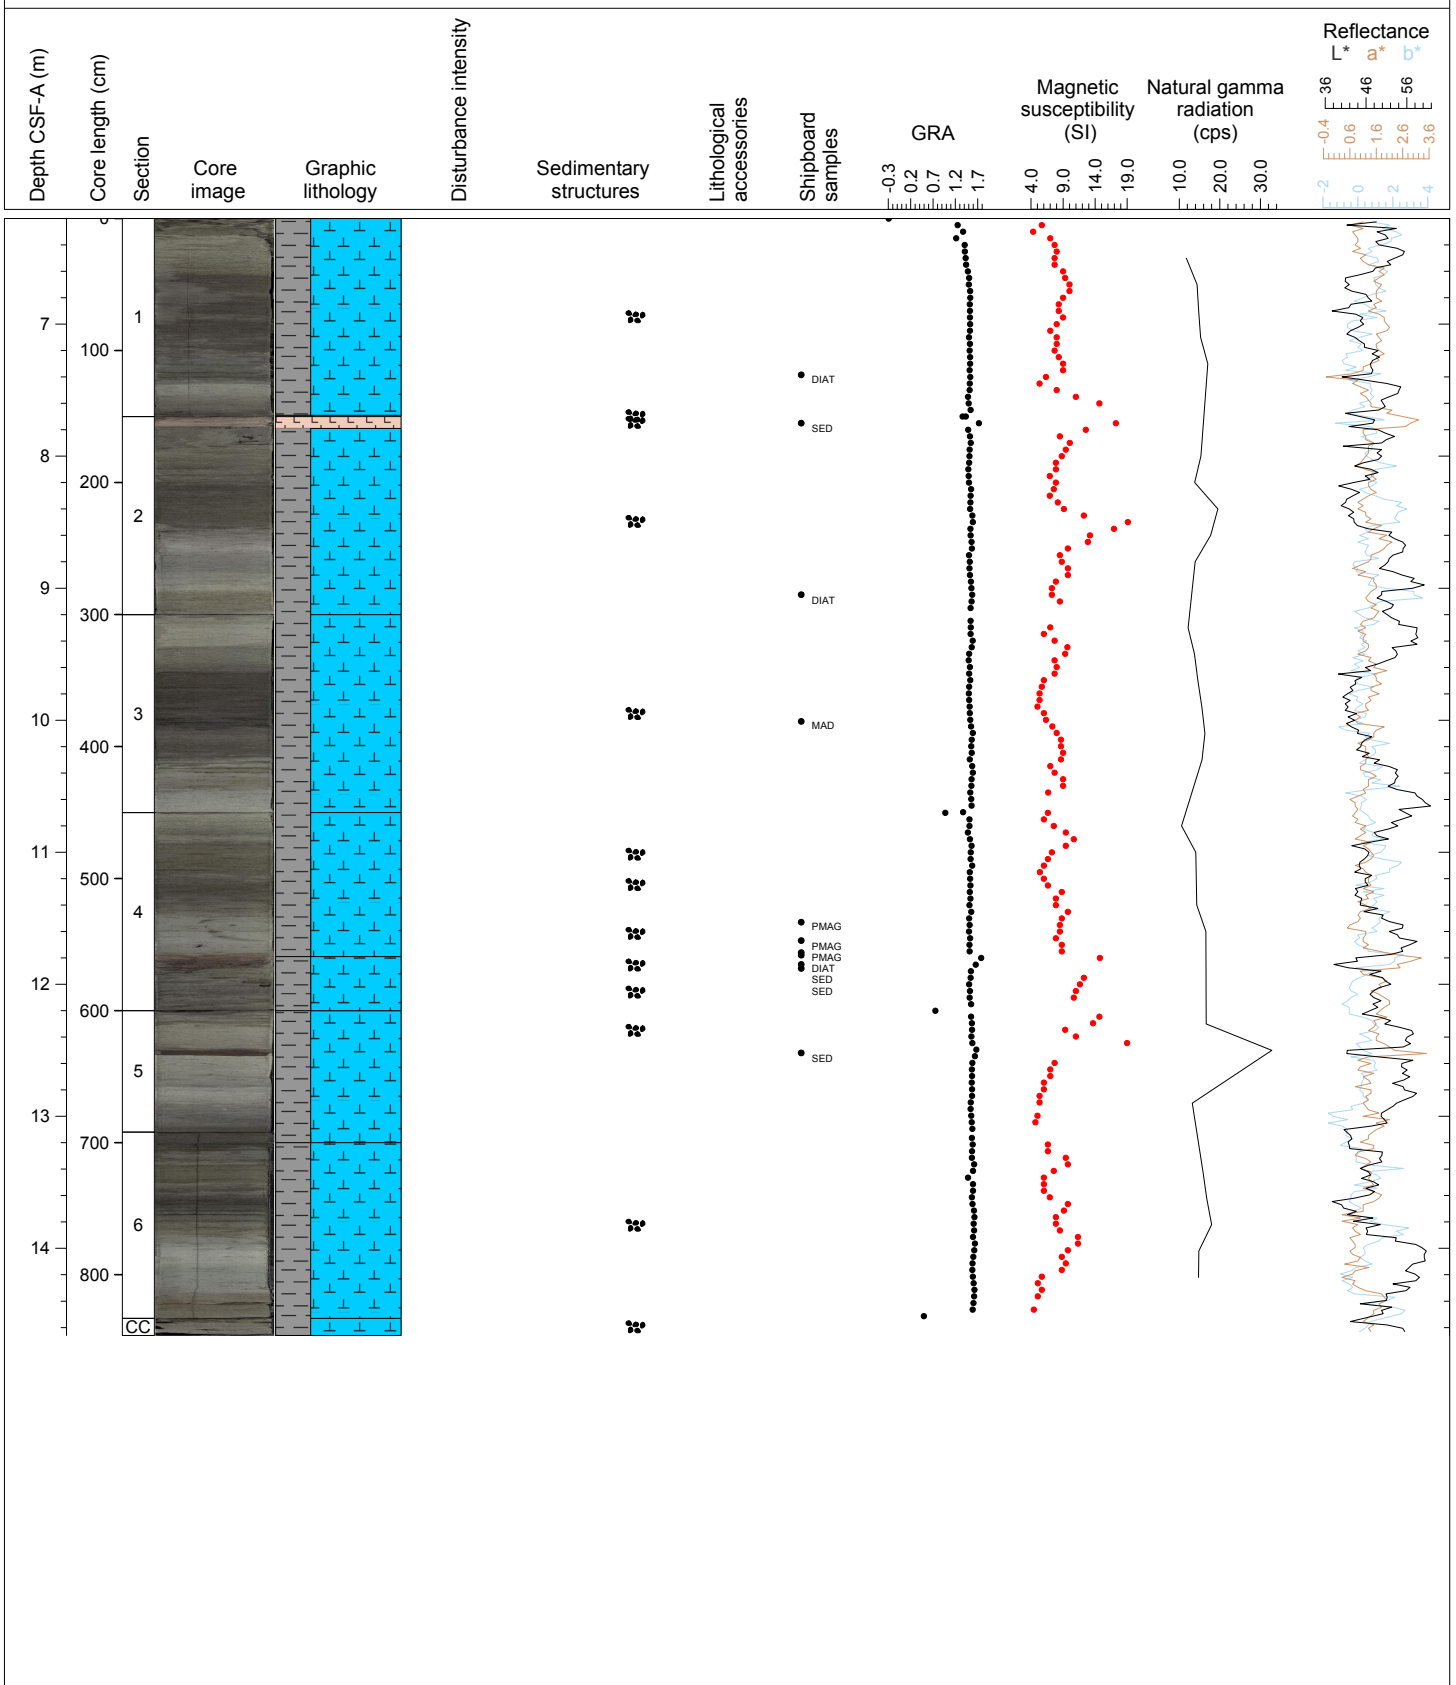 Depth CSF-A (m)
Core length (cm)
Section
Core
image
Graphic
lithology
Disturbance intensity
Sedimentary
structures
Lithological
accessories
Shipboard
samples
GRA
-0.3 0.2 0.7 1.2 1.7
Magnetic
susceptibility
(SI)
4.0 9.0 14.0 19.0
Natural gamma
radiation
(cps)
10.0 20.0 30.0
Reflectance
L* a* b*
36 46 56
-0.4 0.6 1.6 2.6 3.6
-2 0 2 4
0
1
7
100
DIAT
SED
8
200
2
9
DIAT
300
3
10
MAD
400
11
500
4
PMAG
PMAG
PMAG
DIAT
12
SED
SED
600
SED
5
13
700
6
14
800
CC